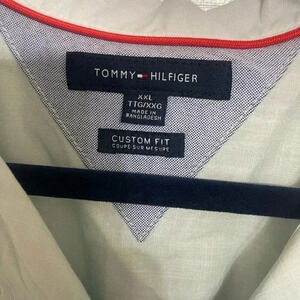 TOMMY HILFIGER
XXL
TTG/XXG
MADE IN
BANGLADESH
CUSTOM FIT
COUPE SUR MESURE